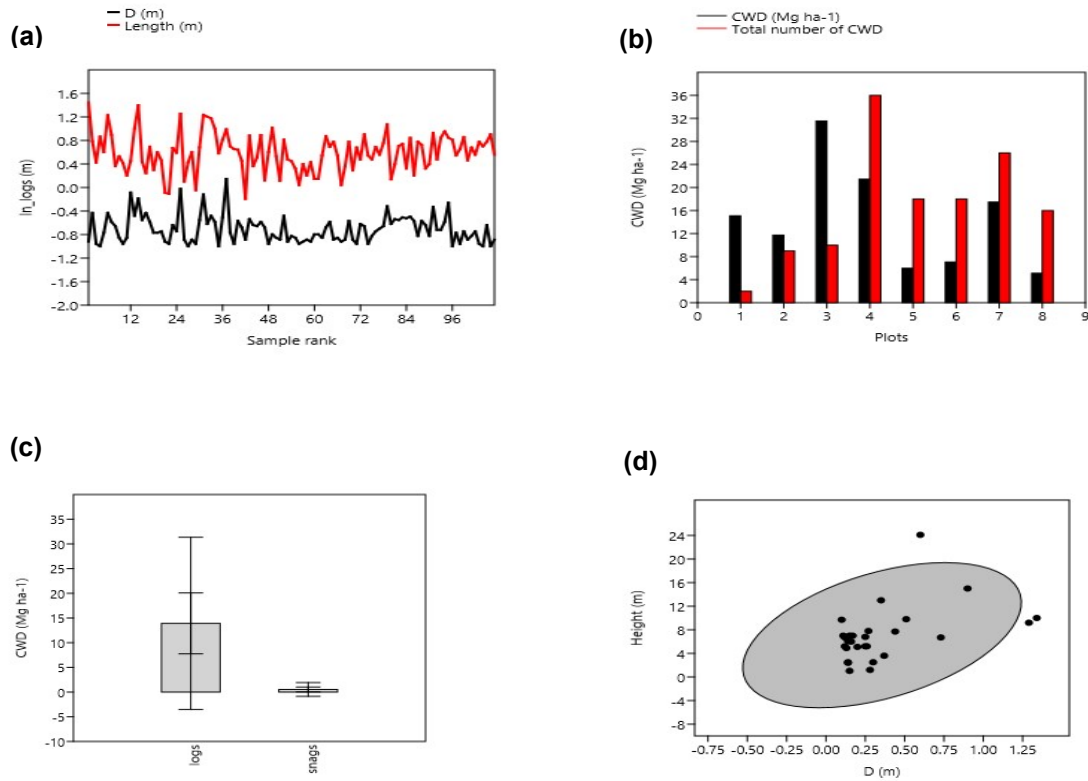 (a)
D (m)
Length (m)
ln_logs (m)
1.6
1.2
0.8
0.4
0.0
-0.4
-0.8
-1.2
-1.6
-2.0
12 24 36 48 60 72 84 96
Sample rank
(b)
CWD (Mg ha-1)
Total number of CWD
CWD (Mg ha-1)
36
32
28
24
20
16
12
8
4
0
0 1 2 3 4 5 6 7 8 9
Plots
(c)
CWD (Mg ha-1)
35
30
25
20
15
10
5
0
-5
-10
logs snags
(d)
Height (m)
24
20
16
12
8
4
0
-4
-8
-0.75 -0.50 -0.25 0.00 0.25 0.50 0.75 1.00 1.25
D (m)